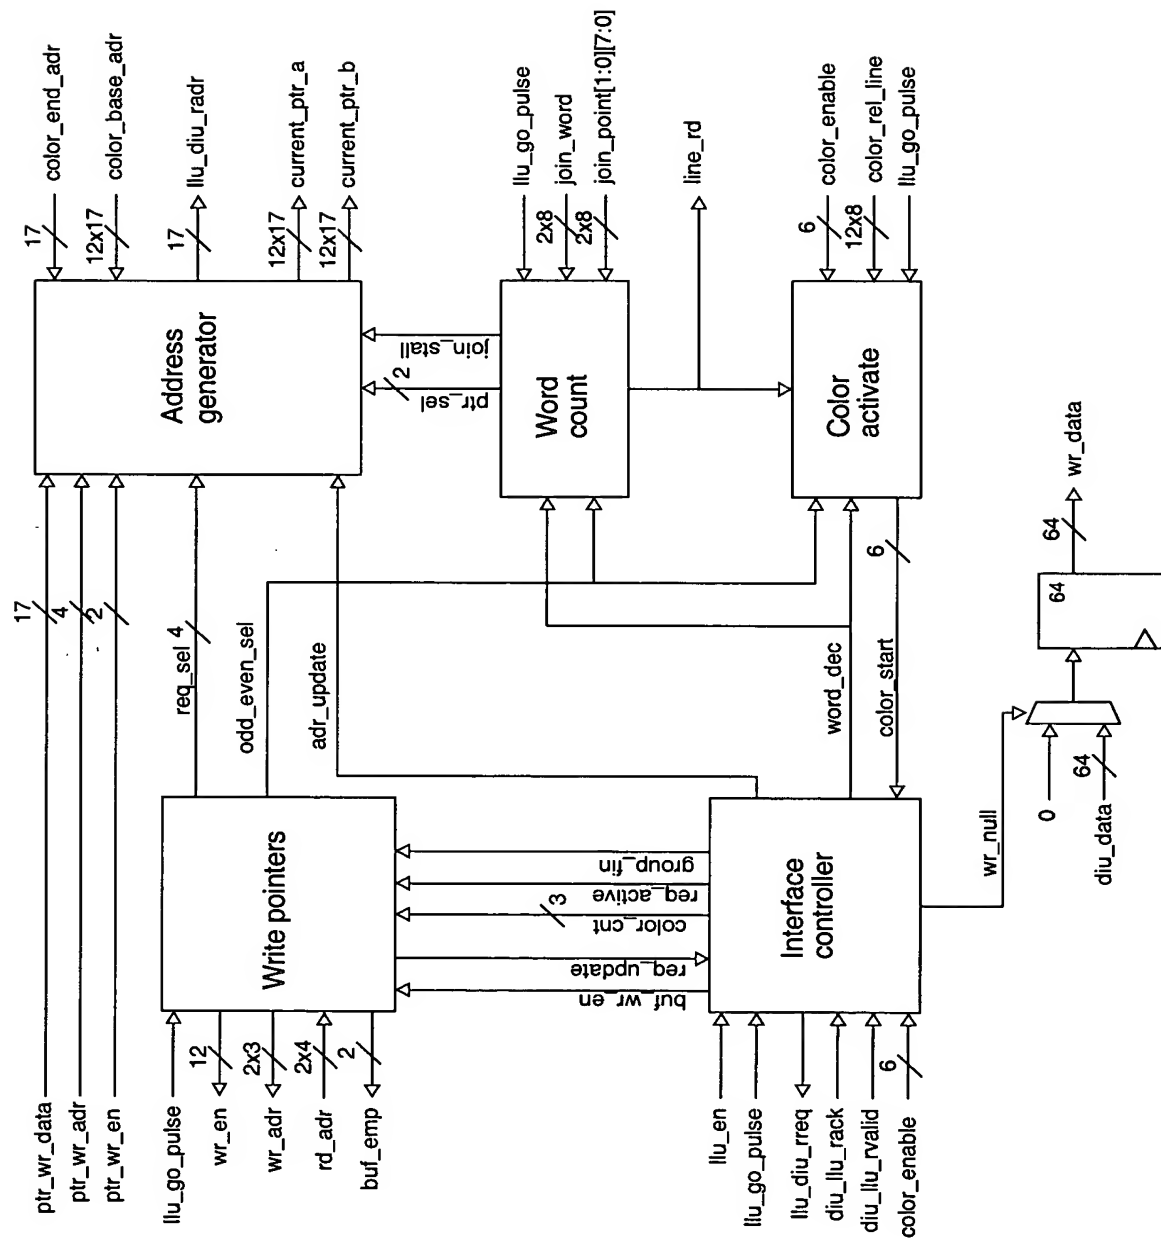 ptr_wr_data
17
ptr_wr_adr
4
ptr_wr_en
2
Address
generator
17
color_end_adr
12x17
color_base_adr
17
llu_diu_radr
12x17
current_ptr_a
12x17
current_ptr_b
req_sel
4
odd_even_sel
adr_update
Write pointers
llu_go_pulse
wr_en
12
wr_adr
2x3
rd_adr
2x4
buf_emp
2
ptr_sel
2
join_stall
Word
count
llu_go_pulse
join_word
2x8
join_point[1:0][7:0]
2x8
line_rd
buf_wr_en
req_update
color_cnt
3
req_active
group_fin
Interface
controller
llu_en
llu_go_pulse
llu_diu_rreq
diu_llu_rack
diu_llu_rvalid
color_enable
6
word_dec
color_start
6
Color
activate
color_enable
6
color_rel_line
12x8
llu_go_pulse
wr_null
0
diu_data
64
64
64
wr_data